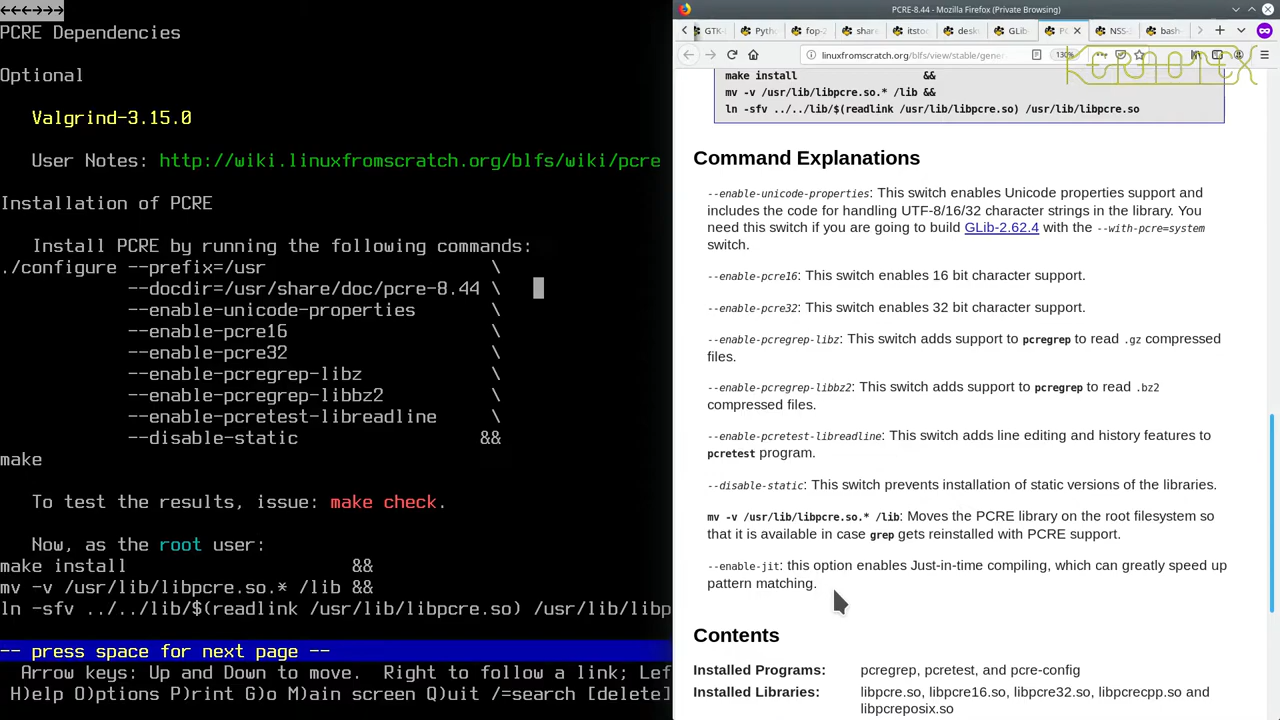 <--<-->-->
PCRE Dependencies
Optional
Valgrind-3.15.0
User Notes: http://wiki.linuxfromscratch.org/blfs/wiki/pcre
Installation of PCRE
Install PCRE by running the following commands:
./configure --prefix=/usr \
--docdir=/usr/share/doc/pcre-8.44 \
--enable-unicode-properties \
--enable-pcre16 \
--enable-pcre32 \
--enable-pcregrep-libz \
--enable-pcregrep-libbz2 \
--enable-pcretest-libreadline \
--disable-static &&
make
To test the results, issue: make check.
Now, as the root user:
make install &&
mv -v /usr/lib/libpcre.so.* /lib &&
ln -sfv ../../lib/$(readlink /usr/lib/libpcre.so) /usr/lib/libp
-- press space for next page --
Arrow keys: Up and Down to move. Right to follow a link; Lef
H)elp O)ptions P)rint G)o M)ain screen Q)uit /=search [delete]
PCRE-8.44 - Mozilla Firefox (Private Browsing)
GTK- Pytho fop-2 share itstoo desk GLib PC NSS- bash-
linuxfromscratch.org/blfs/view/stable/gene 130%
KERNOTEX
make install &&
mv -v /usr/lib/libpcre.so.* /lib &&
ln -sfv ../../lib/$(readlink /usr/lib/libpcre.so) /usr/lib/libpcre.so
Command Explanations
--enable-unicode-properties: This switch enables Unicode properties support and
includes the code for handling UTF-8/16/32 character strings in the library. You
need this switch if you are going to build GLib-2.62.4 with the --with-pcre=system
switch.
--enable-pcre16: This switch enables 16 bit character support.
--enable-pcre32: This switch enables 32 bit character support.
--enable-pcregrep-libz: This switch adds support to pcregrep to read .gz compressed
files.
--enable-pcregrep-libbz2: This switch adds support to pcregrep to read .bz2
compressed files.
--enable-pcretest-libreadline: This switch adds line editing and history features to
pcretest program.
--disable-static: This switch prevents installation of static versions of the libraries.
mv -v /usr/lib/libpcre.so.* /lib: Moves the PCRE library on the root filesystem so
that it is available in case grep gets reinstalled with PCRE support.
--enable-jit: this option enables Just-in-time compiling, which can greatly speed up
pattern matching.
Contents
Installed Programs: pcregrep, pcretest, and pcre-config
Installed Libraries: libpcre.so, libpcre16.so, libpcre32.so, libpcrecpp.so and
libpcreposix.so